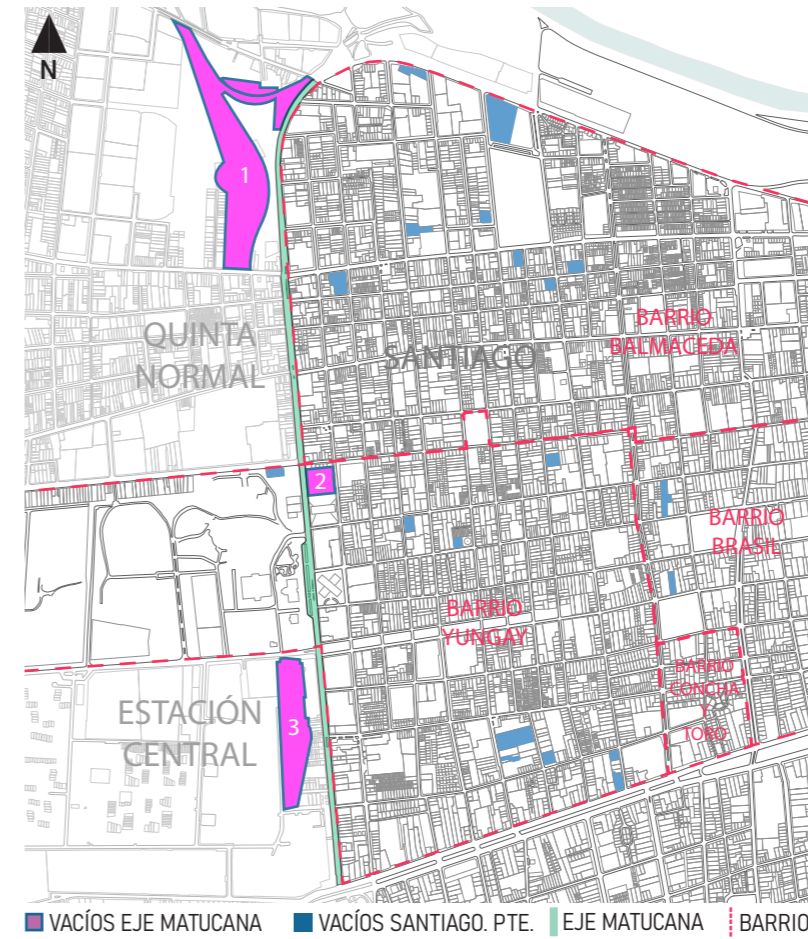 N
1
QUINTA
NORMAL
SANTIAGO
BARRIO
BALMACEDA
2
BARRIO
BRASIL
BARRIO
YUNGAY
BARRIO
CONCHA
Y
TORO
ESTACIÓN
CENTRAL
3
VACÍOS EJE MATUCANA VACÍOS SANTIAGO. PTE. EJE MATUCANA BARRIO